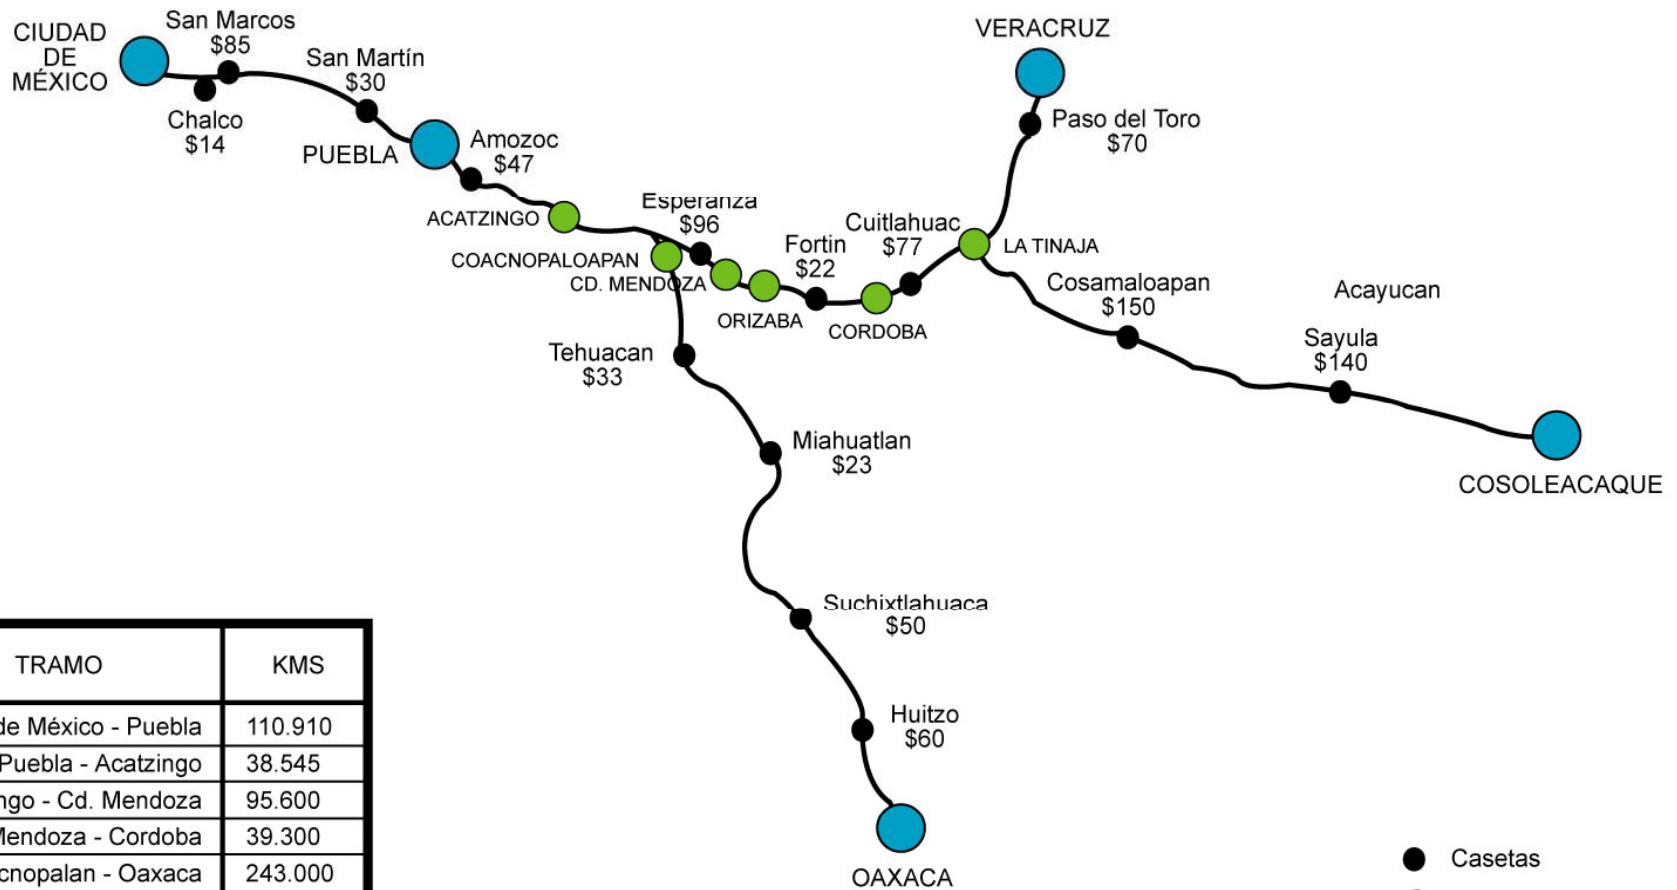 CIUDAD
DE
MÉXICO
San Marcos
$85
Chalco
$14
San Martín
$30
PUEBLA
Amozoc
$47
ACATZINGO
COACNOPALOAPAN
Esperanza
$96
CD. MENDOZA
ORIZABA
Fortin
$22
CORDOBA
Cuitlahuac
$77
LA TINAJA
VERACRUZ
Paso del Toro
$70
Cosamaloapan
$150
Acayucan
Sayula
$140
COSOLEACAQUE
Tehuacan
$33
Miahuatlan
$23
Suchixtlahuaca
$50
Huitzo
$60
OAXACA
TRAMO KMS
de México - Puebla 110.910
Puebla - Acatzingo 38.545
ngo - Cd. Mendoza 95.600
Mendoza - Cordoba 39.300
cnopalan - Oaxaca 243.000
Casetas